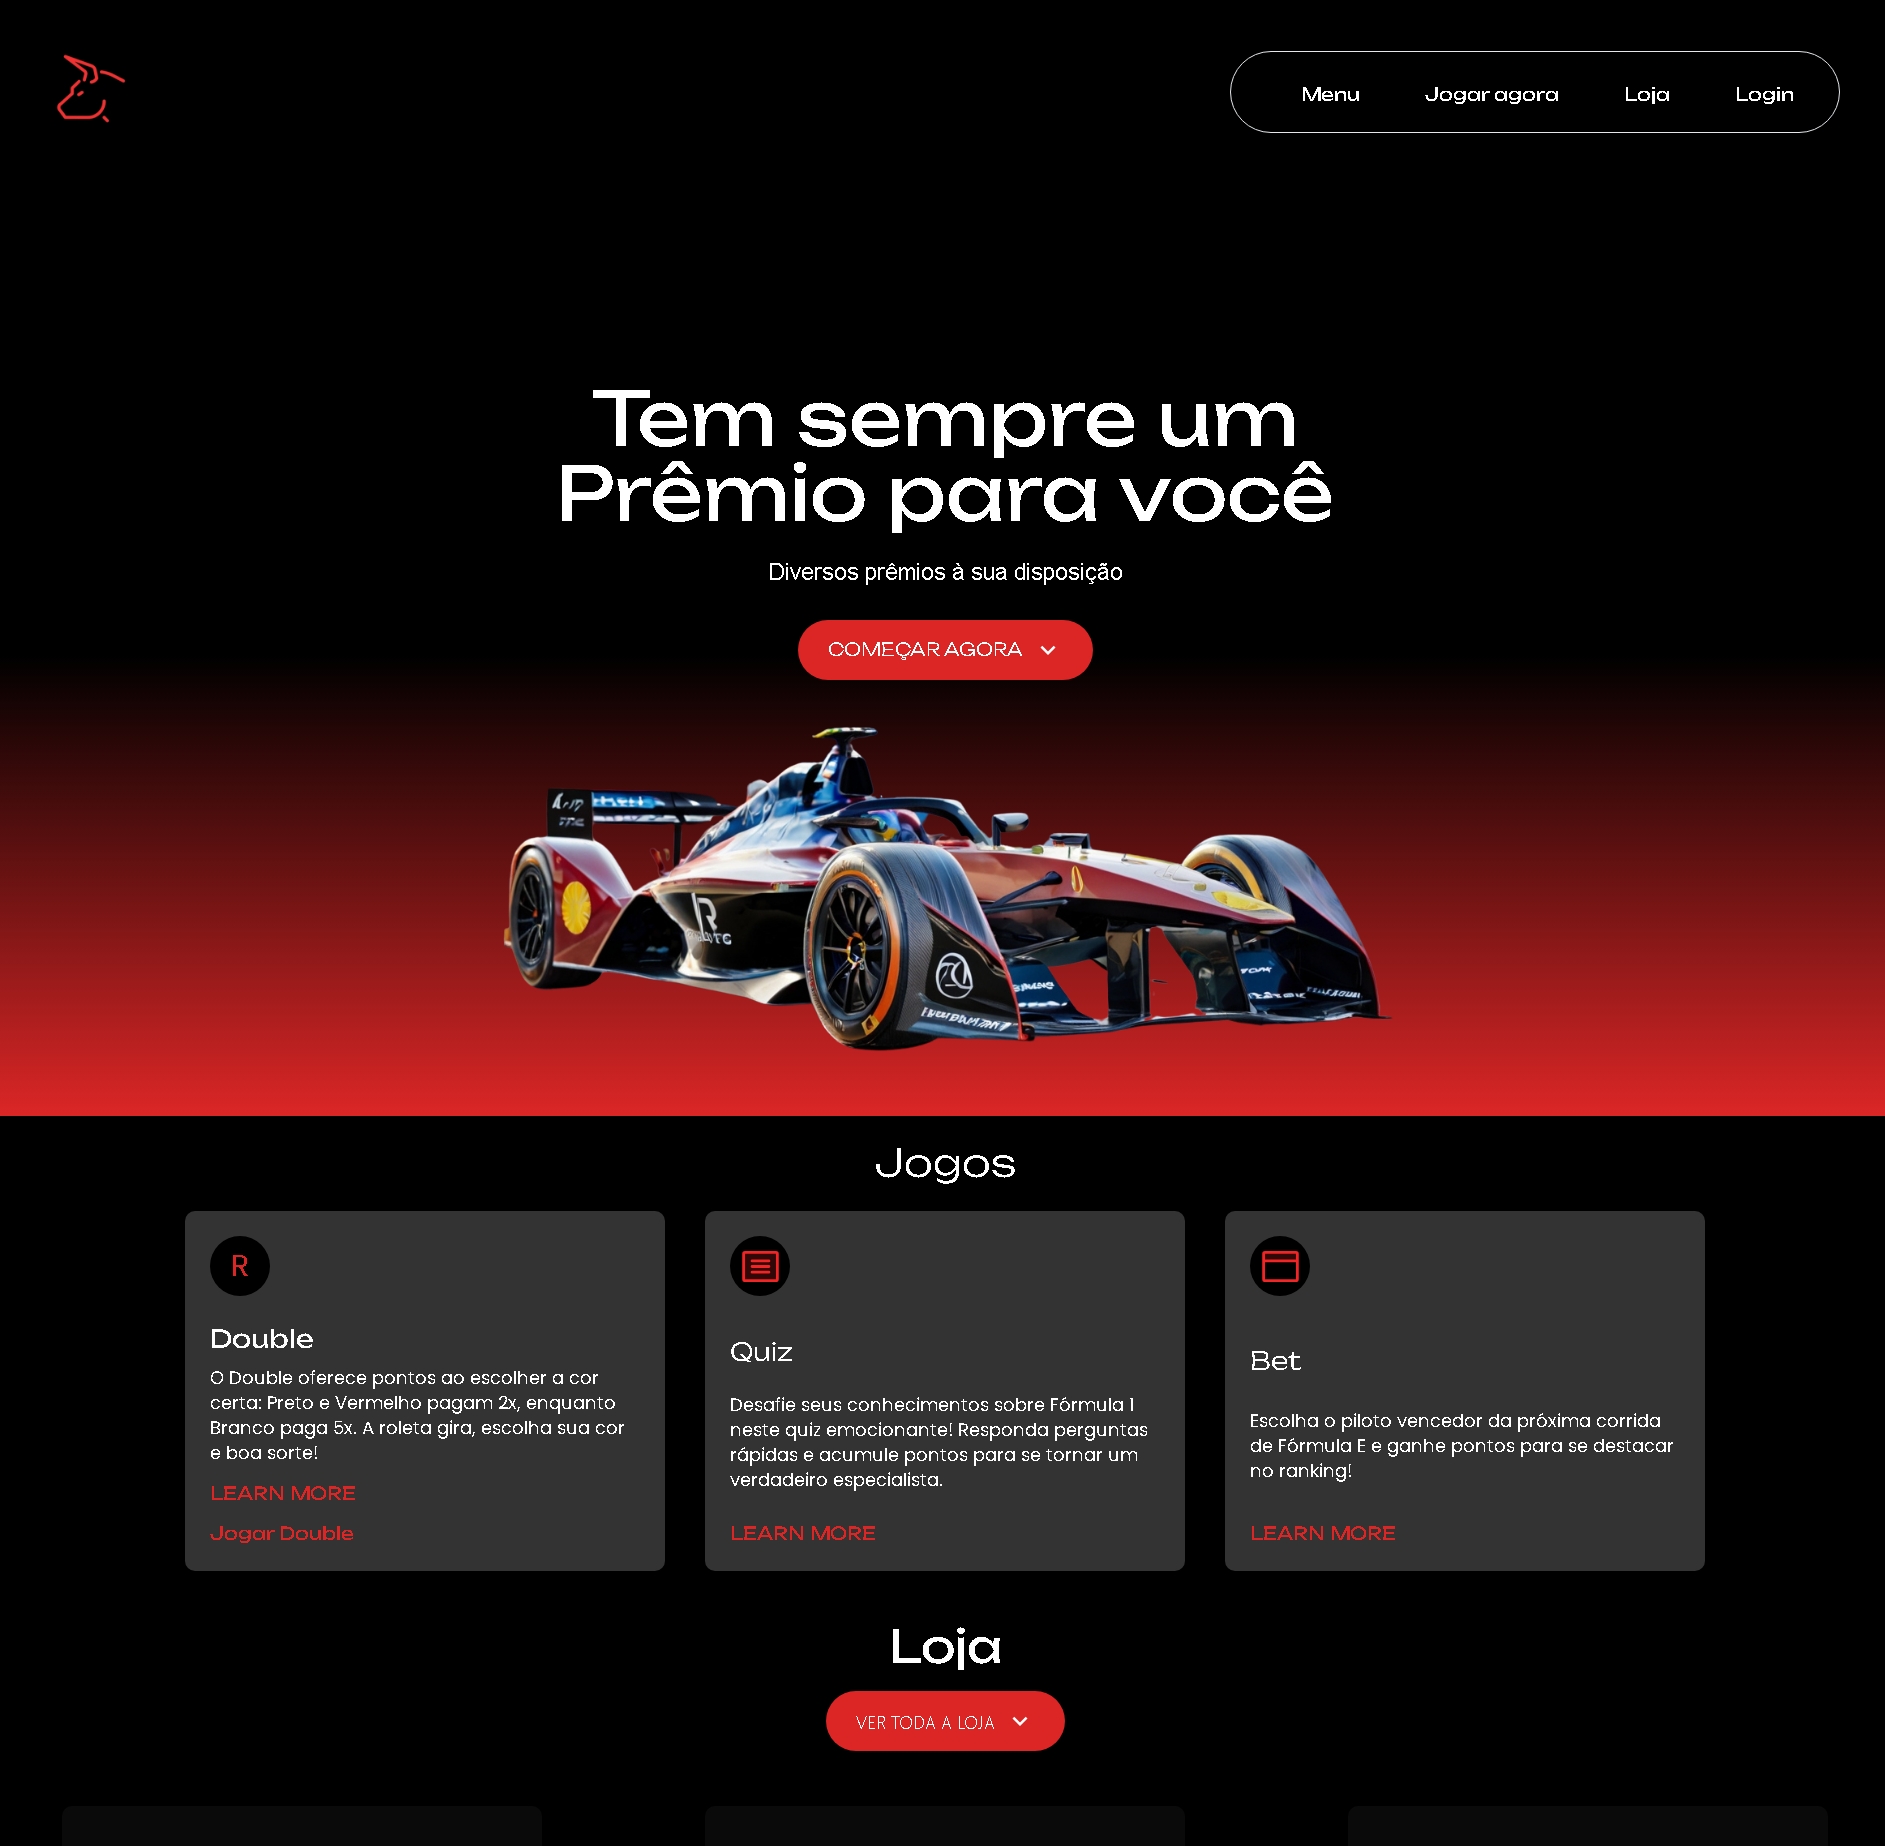 Menu
Jogar agora
Loja
Login
Tem sempre um
Prêmio para você
Diversos prêmios à sua disposição
COMEÇAR AGORA
Jogos
R
Double
O Double oferece pontos ao escolher a cor
certa: Preto e Vermelho pagam 2x, enquanto
Branco paga 5x. A roleta gira, escolha sua cor
e boa sorte!
LEARN MORE
Jogar Double
Quiz
Desafie seus conhecimentos sobre Fórmula 1
neste quiz emocionante! Responda perguntas
rápidas e acumule pontos para se tornar um
verdadeiro especialista.
LEARN MORE
Bet
Escolha o piloto vencedor da próxima corrida
de Fórmula E e ganhe pontos para se destacar
no ranking!
LEARN MORE
Loja
VER TODA A LOJA